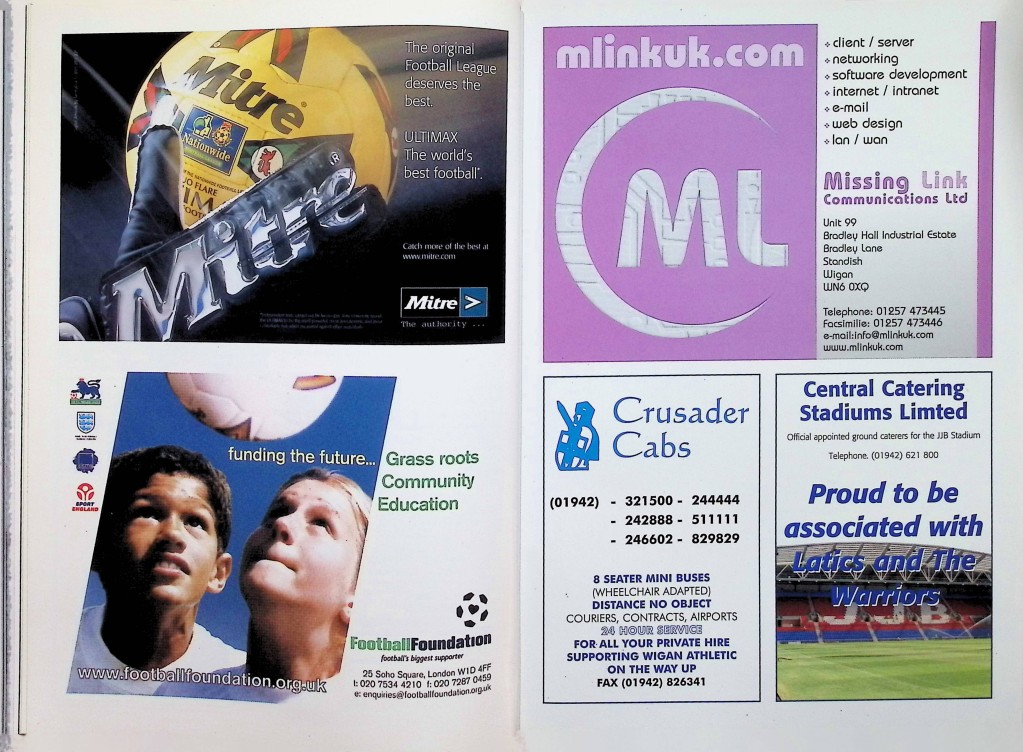 The original
Football League
deserves the
best.
ULTIMAX
The world's
best football*.
Mitre
Nationwide
Mitre
®
Catch more of the best at
www.mitre.com
Mitre >
The authority ...
SPORT
ENGLAND
funding the future...
Grass roots
Community
Education
FootballFoundation
football's biggest supporter
25 Soho Square, London W1D 4FF
t: 020 7534 4210 f: 020 7287 0459
e: enquiries@footballfoundation.org.uk
www.footballfoundation.org.uk
mlinkuk.com
ML
client / server
networking
software development
internet / intranet
e-mail
web design
lan / wan
Missing Link
Communications Ltd
Unit 99
Bradley Hall Industrial Estate
Bradley Lane
Standish
Wigan
WN6 0XQ
Telephone: 01257 473445
Facsimilie: 01257 473446
e-mail:info@mlinkuk.com
www.mlinkuk.com
Crusader
Cabs
(01942) - 321500 - 244444
- 242888 - 511111
- 246602 - 829829
8 SEATER MINI BUSES
(WHEELCHAIR ADAPTED)
DISTANCE NO OBJECT
COURIERS, CONTRACTS, AIRPORTS
24 HOUR SERVICE
FOR ALL YOUR PRIVATE HIRE
SUPPORTING WIGAN ATHLETIC
ON THE WAY UP
FAX (01942) 826341
Central Catering
Stadiums Limted
Official appointed ground caterers for the JJB Stadium
Telephone. (01942) 621 800
Proud to be
associated with
Latics and The
Warriors
JJB